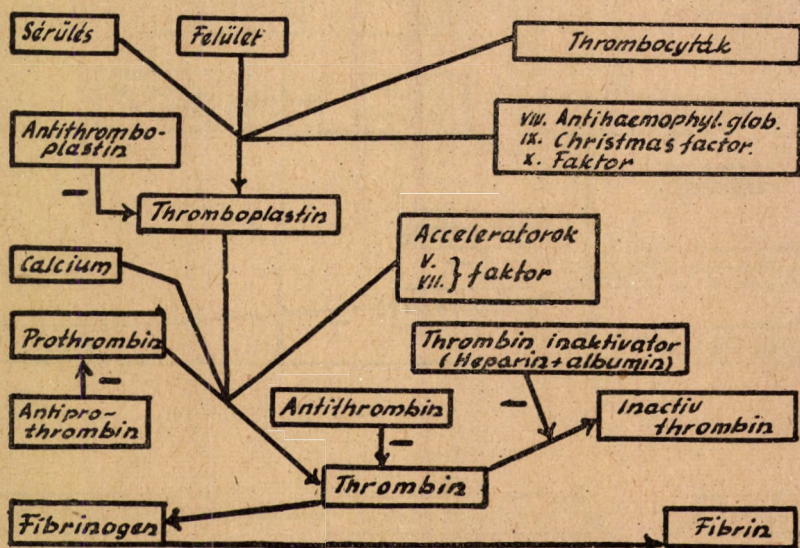 Sérülés
Felület
Thrombocyták
VIV. Antihaemophyl. glob.
IX. Christmas factor.
X. Faktor
Antithrombo-
plastin
–
Thromboplastin
Acceleratorok
V.
VII. } faktor
Calcium
Prothrombin
Thrombin inaktivator
(Heparin+albumin)
–
Antipro-
thrombin
–
Antithrombin
–
Inactiv
thrombin
Thrombin
Fibrinogen
Fibrin